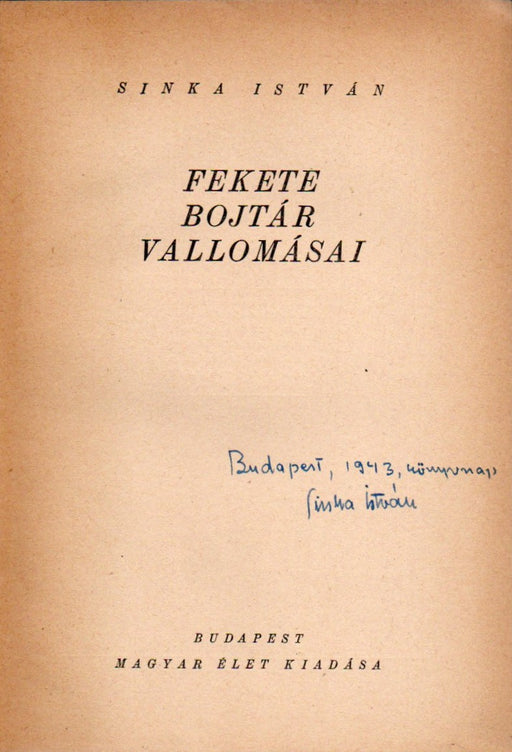 SINKA ISTVÁN
FEKETE
BOJTÁR
VALLOMÁSAI
Budapest, 1943, könyvnap
Sinka István
BUDAPEST
MAGYAR ÉLET KIADÁSA